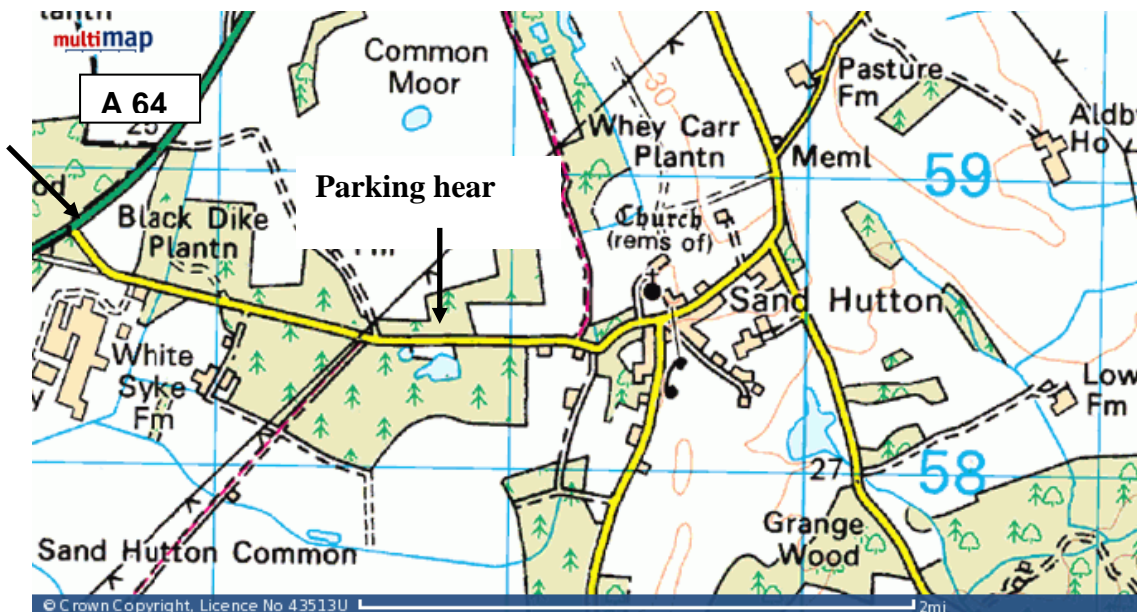 multimap
A 64
25
Common
Moor
30
Pasture
Fm
Whey Carr
Plantn
Meml
59
Parking hear
Black Dike
Plantn
Church
(rems of)
Sand Hutton
White
Syke
Fm
Low
Fm
27
58
Grange
Wood
Sand Hutton Common
© Crown Copyright, Licence No 43513U
2mi